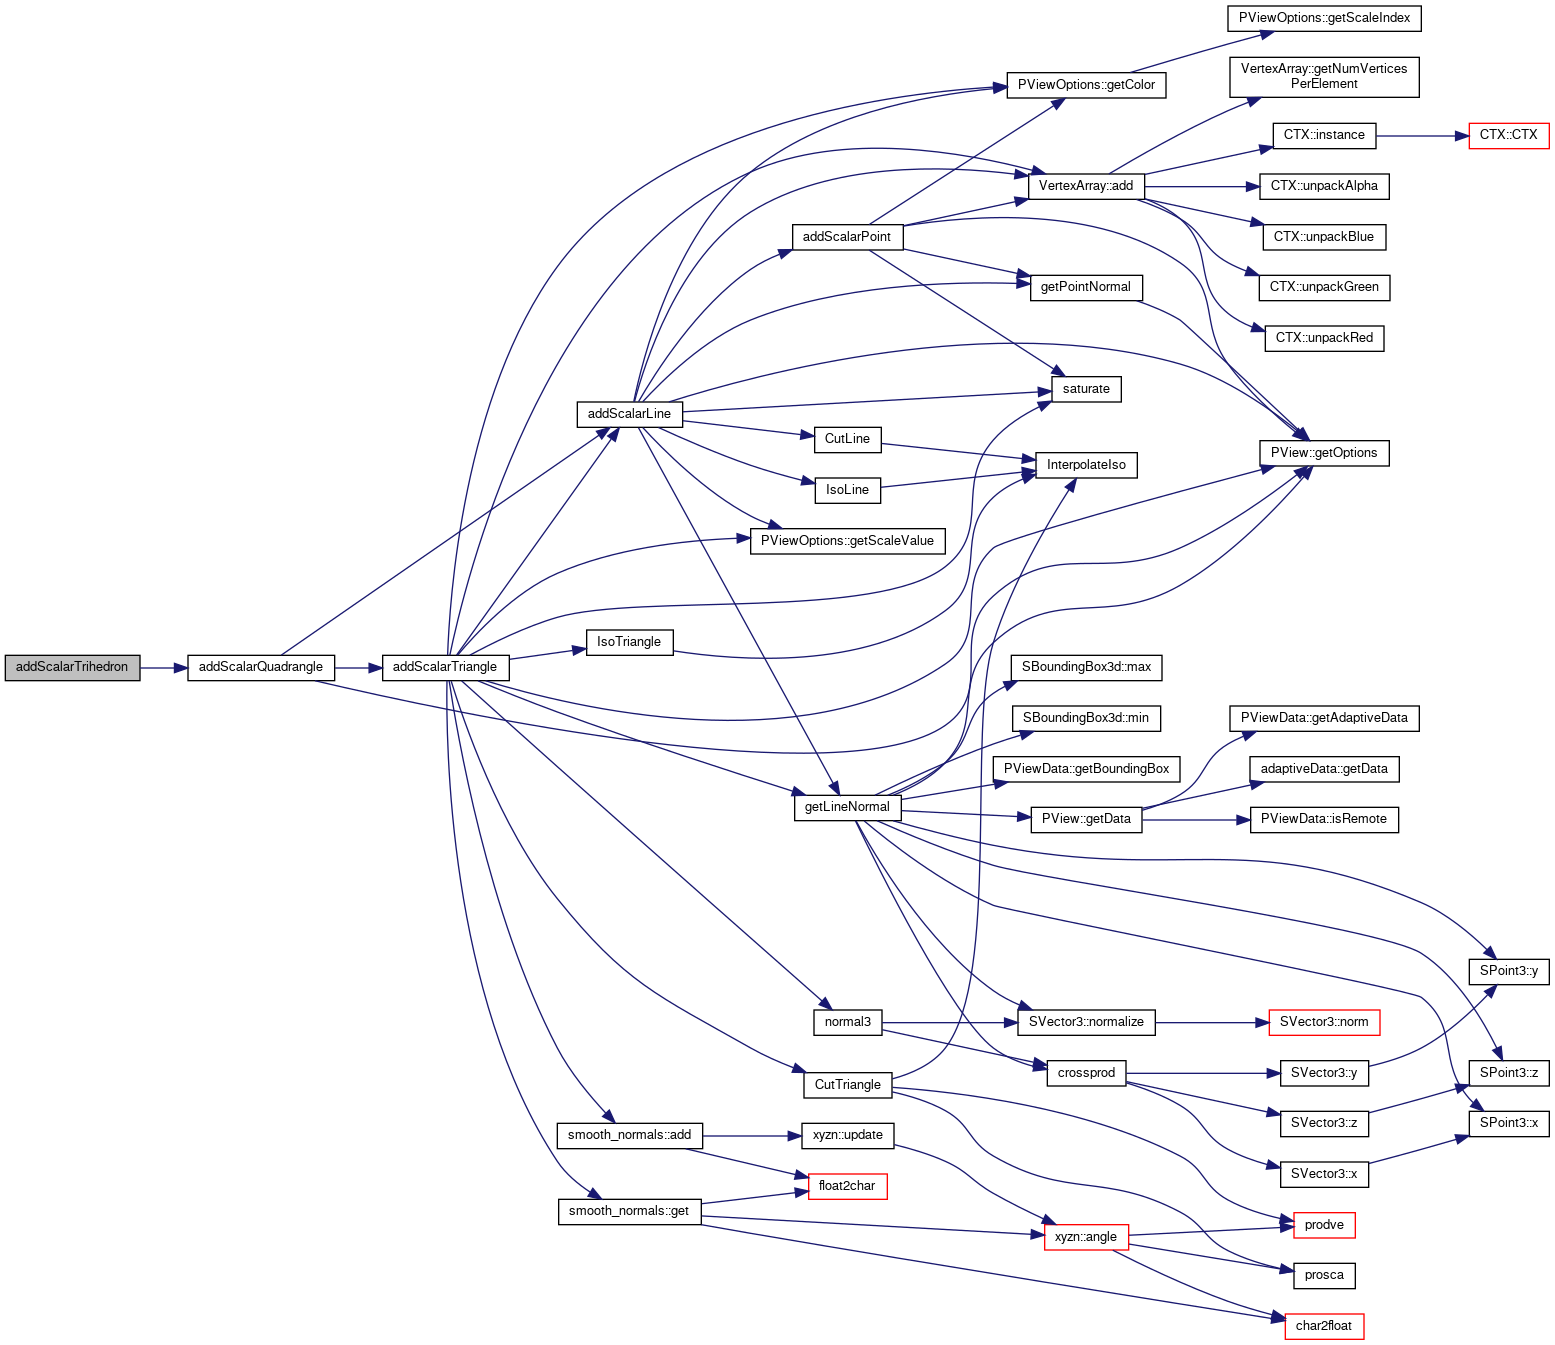 PViewOptions::getScaleIndex
PViewOptions::getColor
VertexArray::getNumVertices
PerElement
CTX::instance
CTX::CTX
VertexArray::add
CTX::unpackAlpha
addScalarPoint
CTX::unpackBlue
getPointNormal
CTX::unpackGreen
CTX::unpackRed
saturate
addScalarLine
CutLine
PView::getOptions
InterpolateIso
IsoLine
PViewOptions::getScaleValue
IsoTriangle
addScalarTrihedron
addScalarQuadrangle
addScalarTriangle
SBoundingBox3d::max
SBoundingBox3d::min
PViewData::getAdaptiveData
PViewData::getBoundingBox
adaptiveData::getData
getLineNormal
PView::getData
PViewData::isRemote
SPoint3::y
normal3
SVector3::normalize
SVector3::norm
crossprod
SVector3::y
SPoint3::z
CutTriangle
SVector3::z
SPoint3::x
smooth_normals::add
xyzn::update
SVector3::x
float2char
smooth_normals::get
prodve
xyzn::angle
prosca
char2float